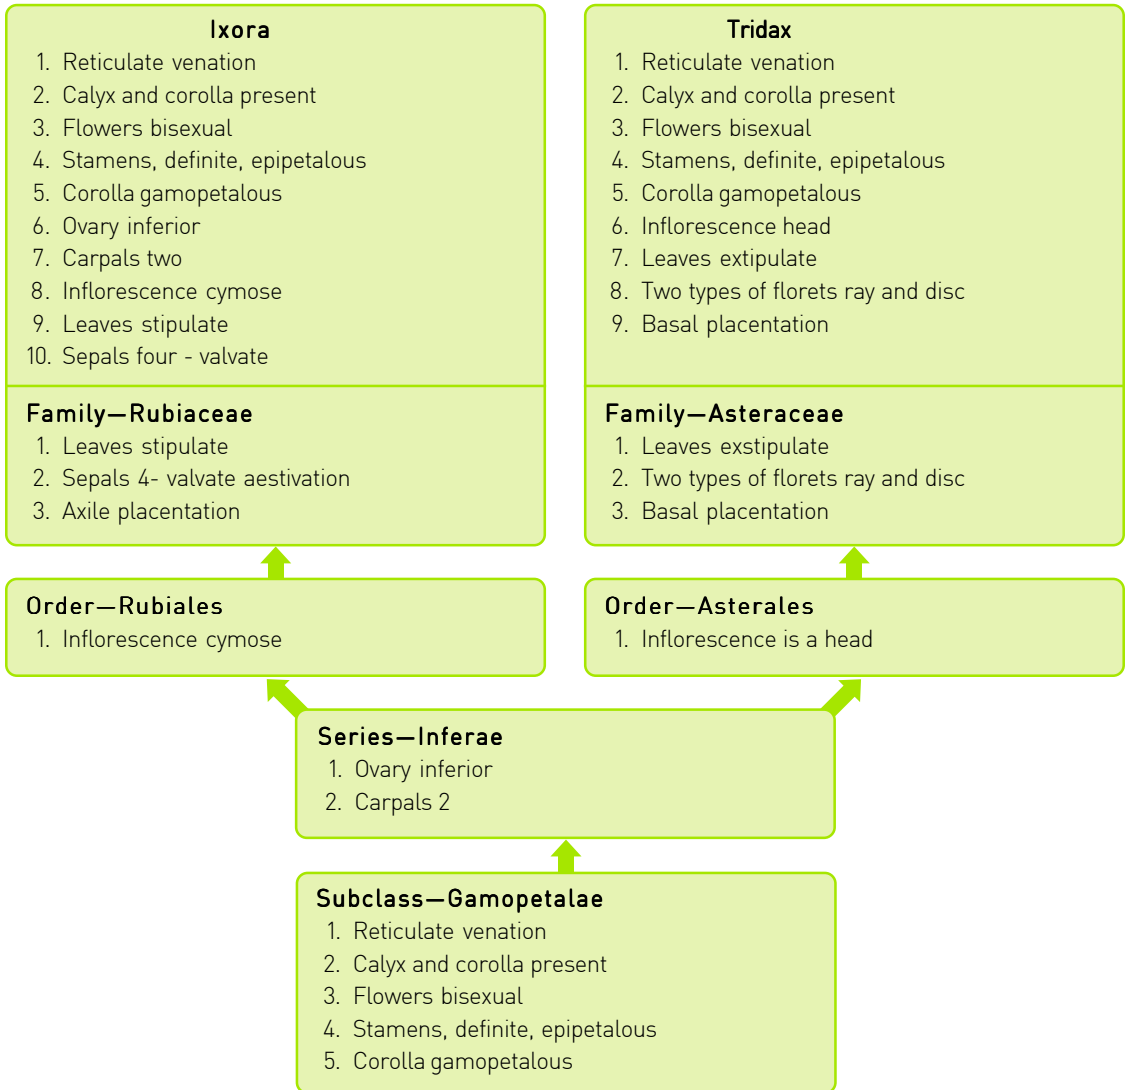 Ixora
1. Reticulate venation
2. Calyx and corolla present
3. Flowers bisexual
4. Stamens, definite, epipetalous
5. Corolla gamopetalous
6. Ovary inferior
7. Carpals two
8. Inflorescence cymose
9. Leaves stipulate
10. Sepals four - valvate
Family—Rubiaceae
1. Leaves stipulate
2. Sepals 4- valvate aestivation
3. Axile placentation
Tridax
1. Reticulate venation
2. Calyx and corolla present
3. Flowers bisexual
4. Stamens, definite, epipetalous
5. Corolla gamopetalous
6. Inflorescence head
7. Leaves extipulate
8. Two types of florets ray and disc
9. Basal placentation
Family—Asteraceae
1. Leaves exstipulate
2. Two types of florets ray and disc
3. Basal placentation
Order—Rubiales
1. Inflorescence cymose
Order—Asterales
1. Inflorescence is a head
Series—Inferae
1. Ovary inferior
2. Carpals 2
Subclass—Gamopetalae
1. Reticulate venation
2. Calyx and corolla present
3. Flowers bisexual
4. Stamens, definite, epipetalous
5. Corolla gamopetalous